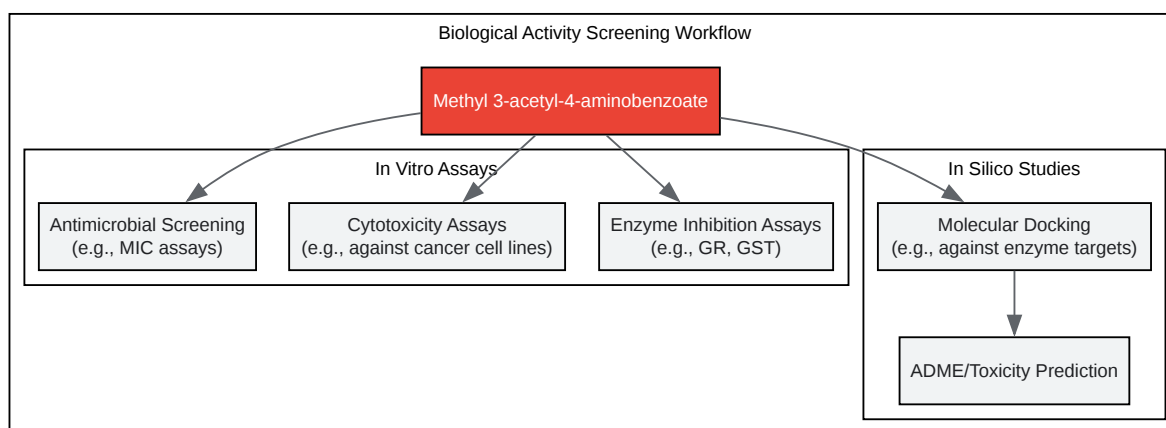 Biological Activity Screening Workflow
Methyl 3-acetyl-4-aminobenzoate
In Vitro Assays
In Silico Studies
Antimicrobial Screening
(e.g., MIC assays)
Cytotoxicity Assays
(e.g., against cancer cell lines)
Enzyme Inhibition Assays
(e.g., GR, GST)
Molecular Docking
(e.g., against enzyme targets)
ADME/Toxicity Prediction